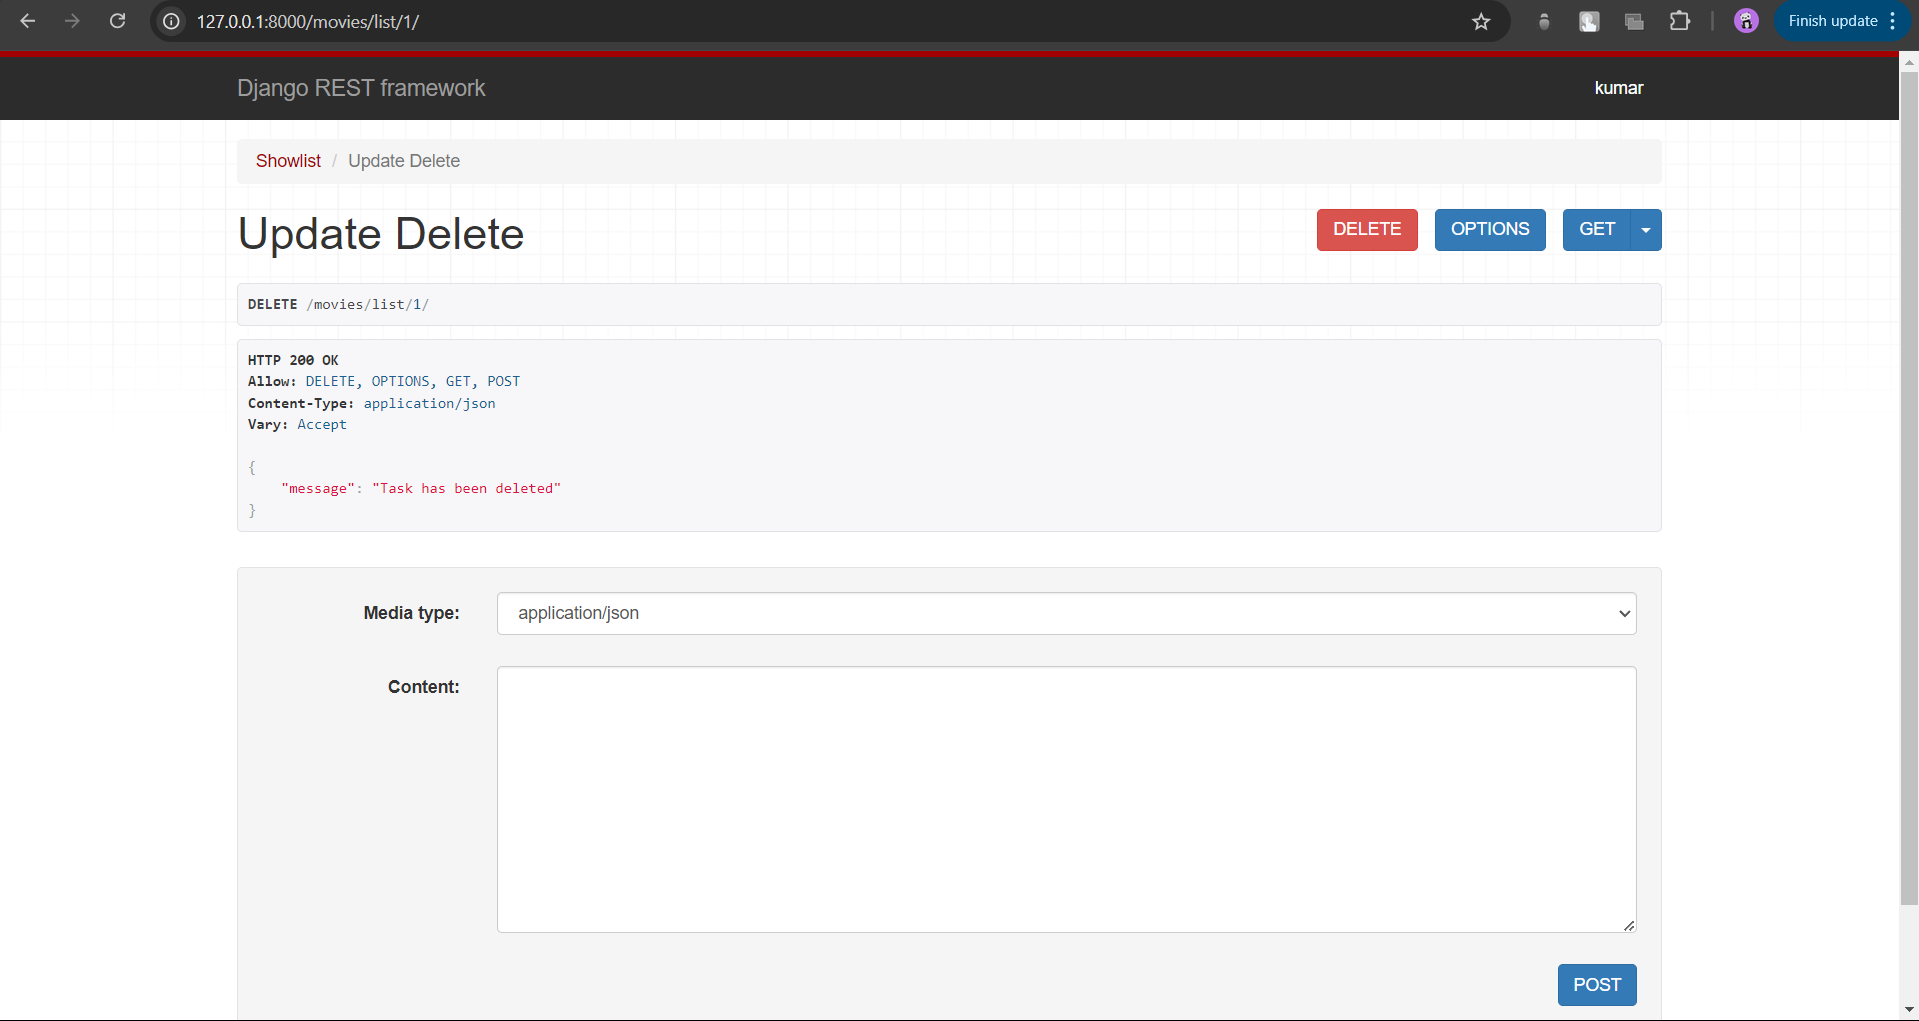 127.0.0.1:8000/movies/list/1/
Finish update
Django REST framework
kumar
Showlist / Update Delete
Update Delete
DELETE
OPTIONS
GET
DELETE /movies/list/1/
HTTP 200 OK
Allow: DELETE, OPTIONS, GET, POST
Content-Type: application/json
Vary: Accept
{
"message": "Task has been deleted"
}
Media type:
application/json
Content:
POST